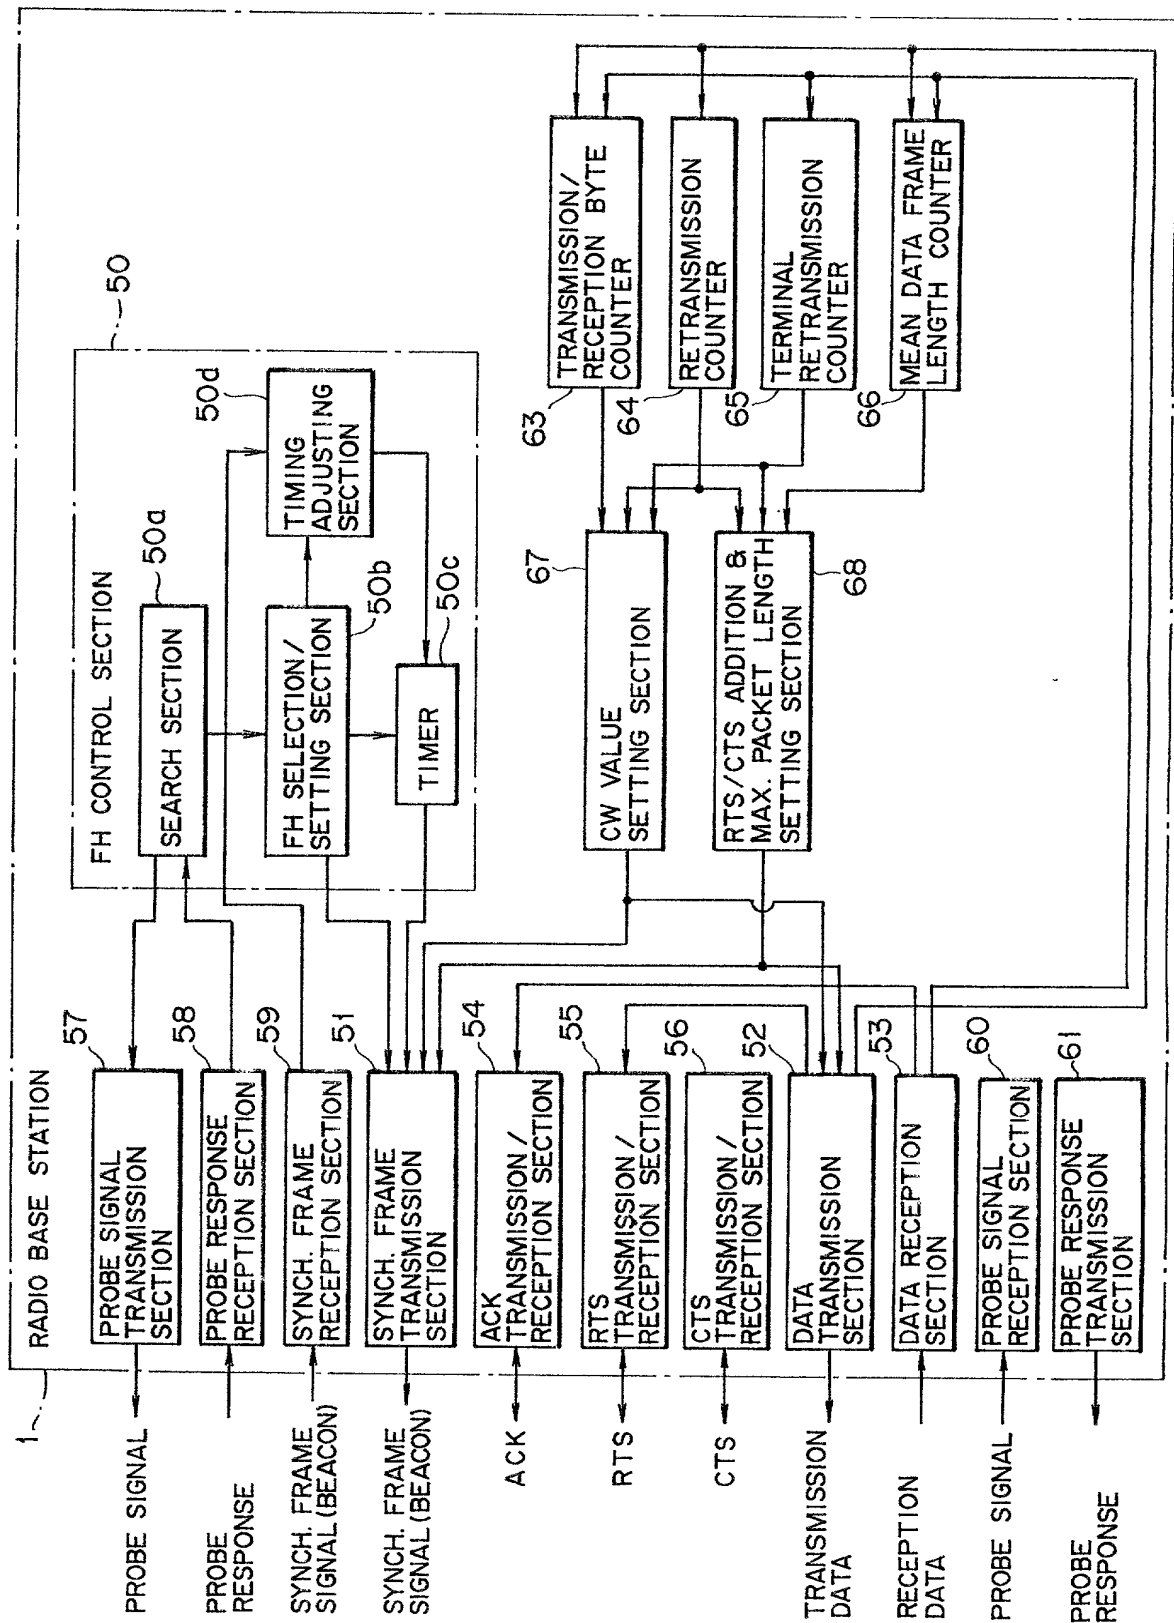 1
RADIO BASE STATION
PROBE SIGNAL
PROBE
RESPONSE
SYNCH. FRAME
SIGNAL (BEACON)
SYNCH. FRAME
SIGNAL (BEACON)
ACK
RTS
CTS
TRANSMISSION
DATA
RECEPTION
DATA
PROBE SIGNAL
PROBE
RESPONSE
57
PROBE SIGNAL
TRANSMISSION
SECTION
58
PROBE RESPONSE
RECEPTION SECTION
59
SYNCH. FRAME
RECEPTION SECTION
51
SYNCH. FRAME
TRANSMISSION
SECTION
54
ACK
TRANSMISSION/
RECEPTION SECTION
55
RTS
TRANSMISSION/
RECEPTION SECTION
56
CTS
TRANSMISSION/
RECEPTION SECTION
52
DATA
TRANSMISSION
SECTION
53
DATA RECEPTION
SECTION
60
PROBE SIGNAL
RECEPTION SECTION
61
PROBE RESPONSE
TRANSMISSION
SECTION
50
FH CONTROL SECTION
50a
SEARCH SECTION
50b
FH SELECTION/
SETTING SECTION
50c
TIMER
50d
TIMING
ADJUSTING
SECTION
67
CW VALUE
SETTING SECTION
68
RTS/CTS ADDITION &
MAX. PACKET LENGTH
SETTING SECTION
63
TRANSMISSION/
RECEPTION BYTE
COUNTER
64
RETRANSMISSION
COUNTER
65
TERMINAL
RETRANSMISSION
COUNTER
66
MEAN DATA FRAME
LENGTH COUNTER